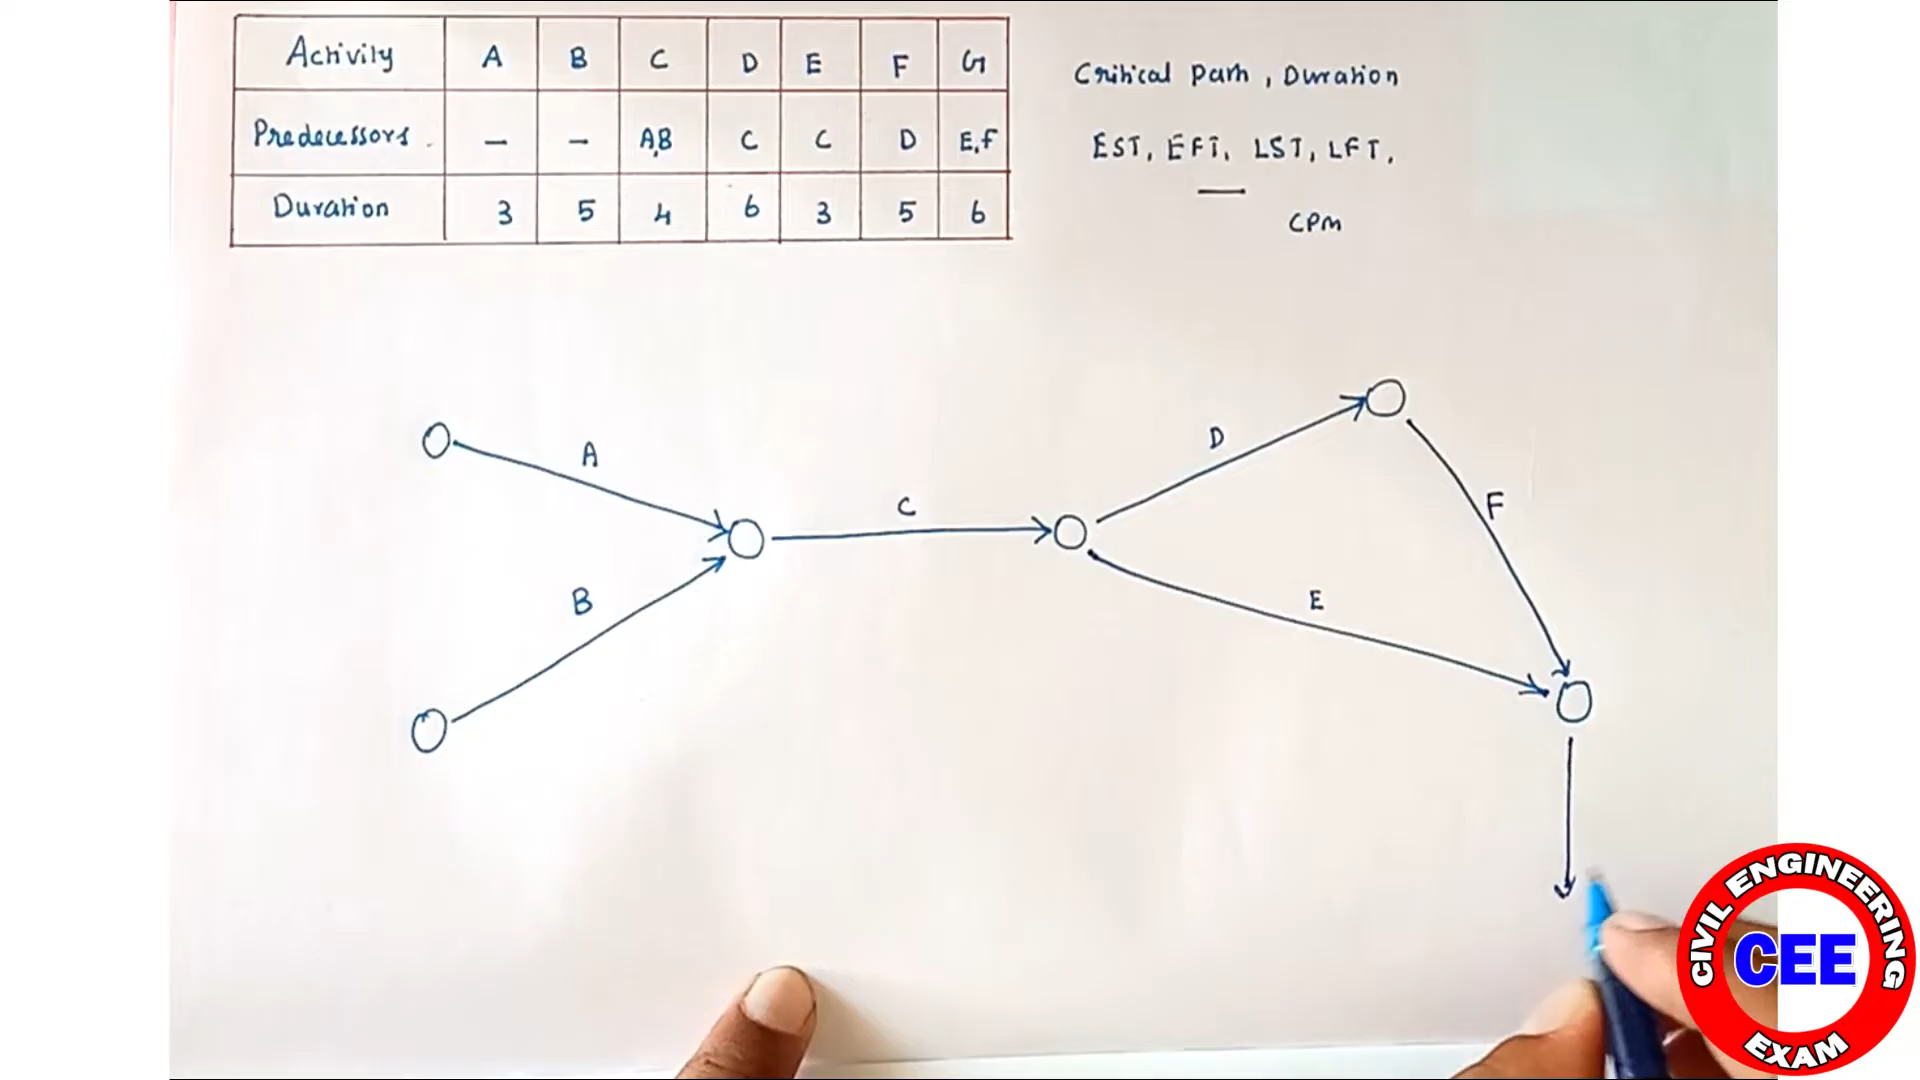 Activity A B C D E F G
Predecessors - - A,B C C D E,F
Duration 3 5 4 6 3 5 6
Critical Path, Duration
EST, EFT, LST, LFT,
CPM
A
B
C
D
E
F
CIVIL ENGINEERING
CEE
EXAM